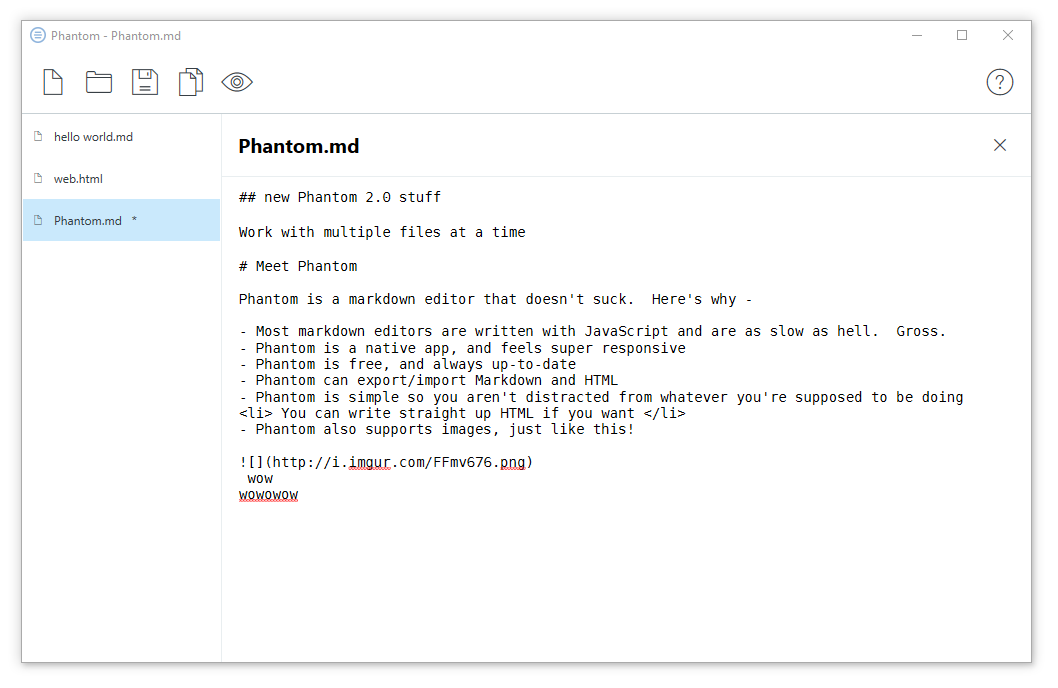 Phantom - Phantom.md
?
hello world.md
web.html
Phantom.md *
Phantom.md
## new Phantom 2.0 stuff
Work with multiple files at a time
# Meet Phantom
Phantom is a markdown editor that doesn't suck.  Here's why -
- Most markdown editors are written with JavaScript and are as slow as hell.  Gross.
- Phantom is a native app, and feels super responsive
- Phantom is free, and always up-to-date
- Phantom can export/import Markdown and HTML
- Phantom is simple so you aren't distracted from whatever you're supposed to be doing
<li> You can write straight up HTML if you want </li>
- Phantom also supports images, just like this!
![](http://i.imgur.com/FFmv676.png)
 wow
wowowow